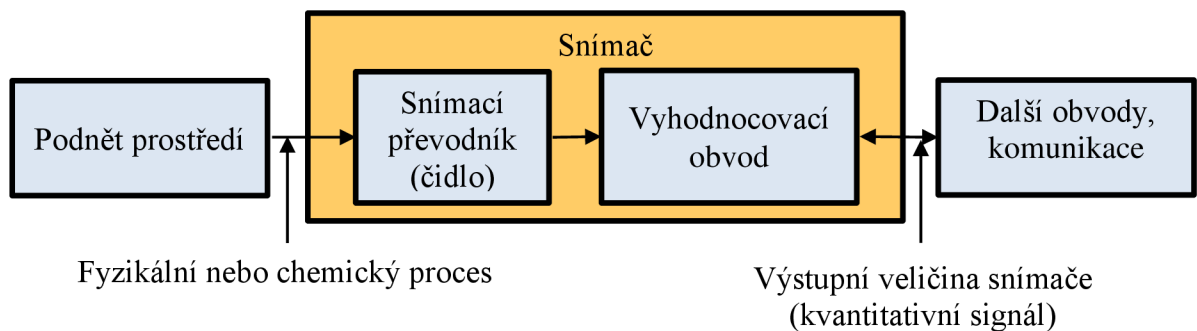 Snímač
Podnět prostředí
Snímací
převodník
(čidlo)
Vyhodnocovací
obvod
Další obvody,
komunikace
Fyzikální nebo chemický proces
Výstupní veličina snímače
(kvantitativní signál)